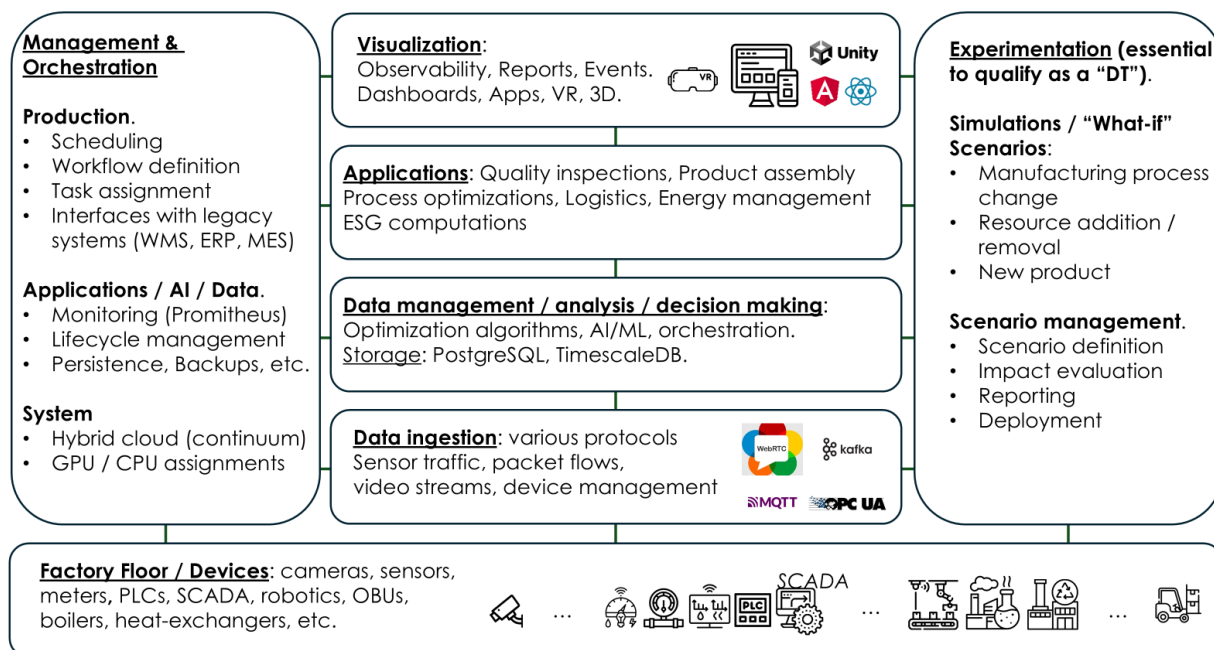 Management &
Orchestration
Production.
• Scheduling
• Workflow definition
• Task assignment
• Interfaces with legacy
systems (WMS, ERP, MES)
Applications / AI / Data.
• Monitoring (Promitheus)
• Lifecycle management
• Persistence, Backups, etc.
System
• Hybrid cloud (continuum)
• GPU / CPU assignments
Visualization:
Observability, Reports, Events.
Dashboards, Apps, VR, 3D.
VR
Unity
A
Applications: Quality inspections, Product assembly
Process optimizations, Logistics, Energy management
ESG computations
Data management / analysis / decision making:
Optimization algorithms, AI/ML, orchestration.
Storage: PostgreSQL, TimescaleDB.
Data ingestion: various protocols
Sensor traffic, packet flows,
video streams, device management
WebRTC
kafka
MQTT
OPC UA
Experimentation (essential
to qualify as a “DT”).
Simulations / “What-if”
Scenarios:
• Manufacturing process
change
• Resource addition /
removal
• New product
Scenario management.
• Scenario definition
• Impact evaluation
• Reporting
• Deployment
Factory Floor / Devices: cameras, sensors,
meters, PLCs, SCADA, robotics, OBUs,
boilers, heat-exchangers, etc.
...
PLC
SCADA
...
...